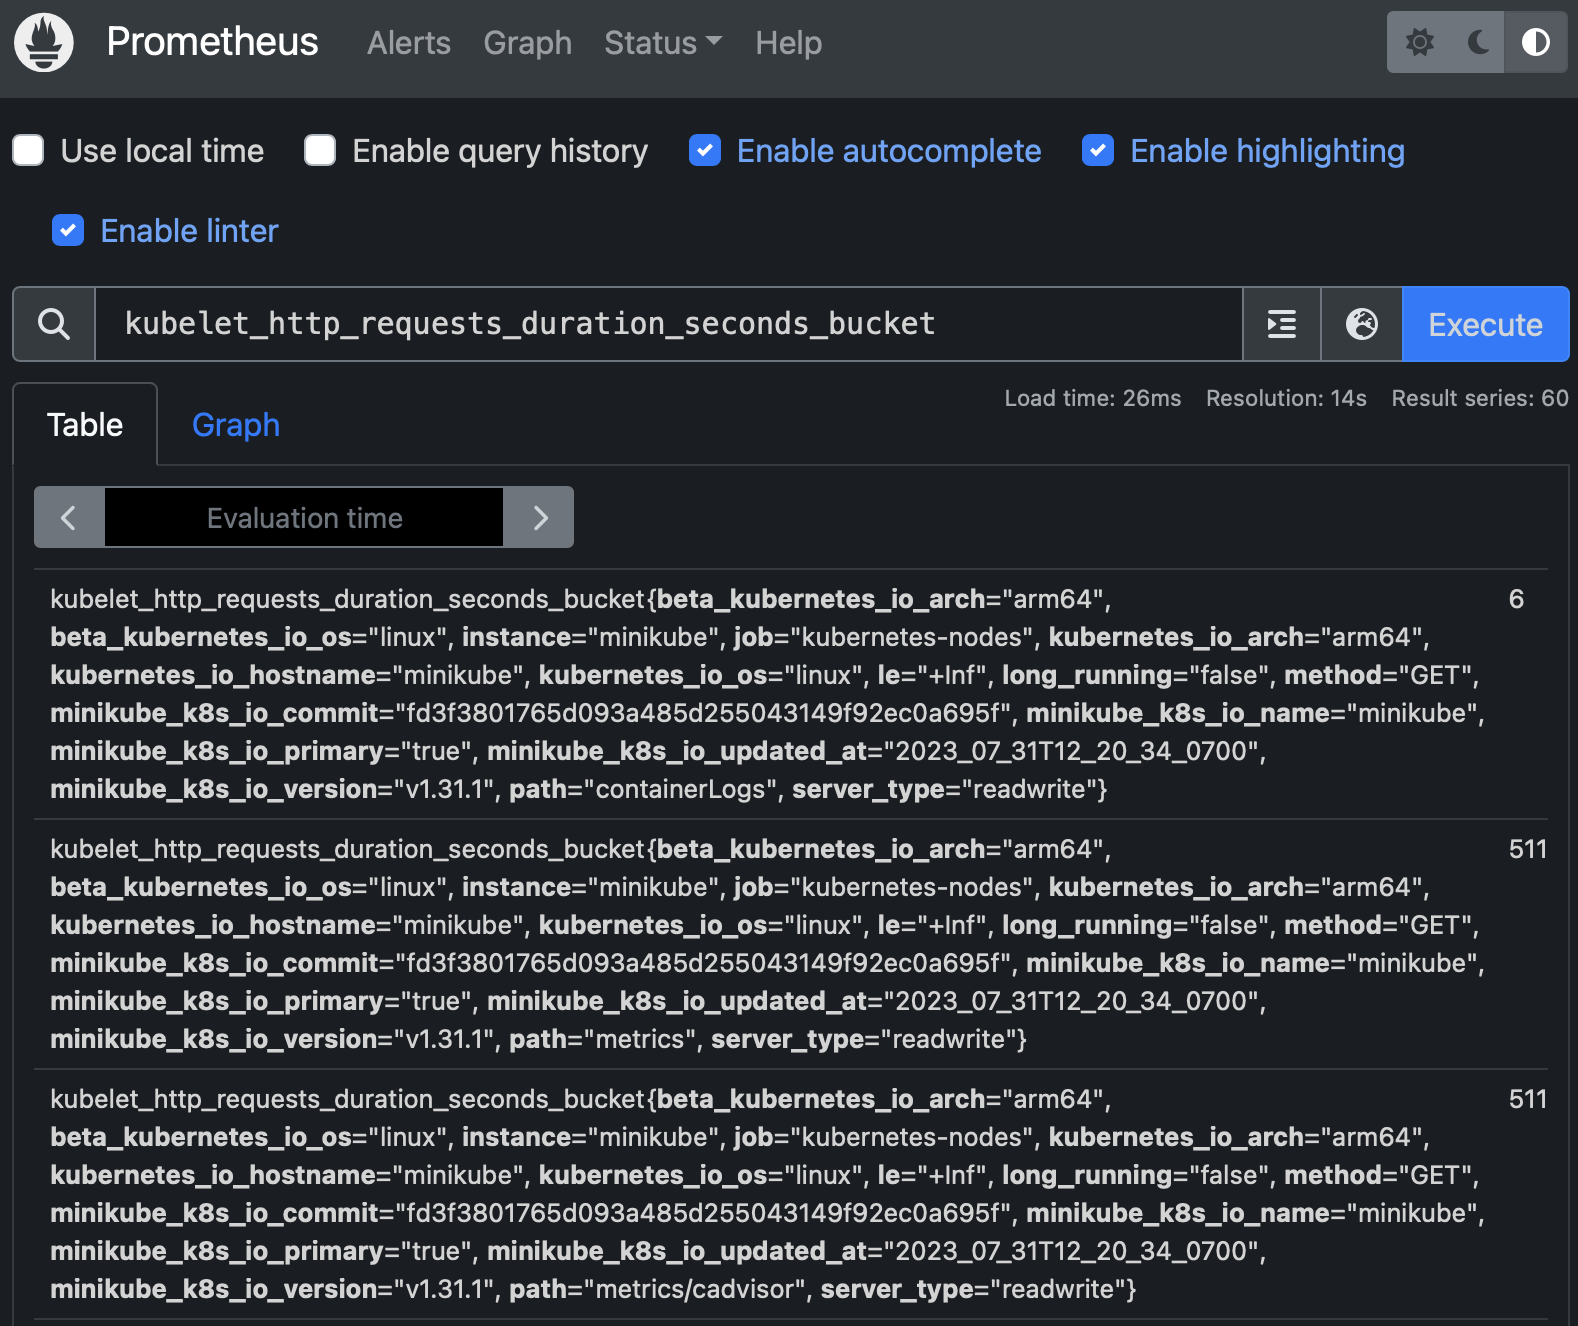 Prometheus Alerts Graph Status Help
Use local time Enable query history Enable autocomplete Enable highlighting
Enable linter
kubelet_http_requests_duration_seconds_bucket Execute
Load time: 26ms Resolution: 14s Result series: 60
Table Graph
Evaluation time
kubelet_http_requests_duration_seconds_bucket{beta_kubernetes_io_arch="arm64", 6
beta_kubernetes_io_os="linux", instance="minikube", job="kubernetes-nodes", kubernetes_io_arch="arm64",
kubernetes_io_hostname="minikube", kubernetes_io_os="linux", le="+Inf", long_running="false", method="GET",
minikube_k8s_io_commit="fd3f3801765d093a485d255043149f92ec0a695f", minikube_k8s_io_name="minikube",
minikube_k8s_io_primary="true", minikube_k8s_io_updated_at="2023_07_31T12_20_34_0700",
minikube_k8s_io_version="v1.31.1", path="containerLogs", server_type="readwrite"}
kubelet_http_requests_duration_seconds_bucket{beta_kubernetes_io_arch="arm64", 511
beta_kubernetes_io_os="linux", instance="minikube", job="kubernetes-nodes", kubernetes_io_arch="arm64",
kubernetes_io_hostname="minikube", kubernetes_io_os="linux", le="+Inf", long_running="false", method="GET",
minikube_k8s_io_commit="fd3f3801765d093a485d255043149f92ec0a695f", minikube_k8s_io_name="minikube",
minikube_k8s_io_primary="true", minikube_k8s_io_updated_at="2023_07_31T12_20_34_0700",
minikube_k8s_io_version="v1.31.1", path="metrics", server_type="readwrite"}
kubelet_http_requests_duration_seconds_bucket{beta_kubernetes_io_arch="arm64", 511
beta_kubernetes_io_os="linux", instance="minikube", job="kubernetes-nodes", kubernetes_io_arch="arm64",
kubernetes_io_hostname="minikube", kubernetes_io_os="linux", le="+Inf", long_running="false", method="GET",
minikube_k8s_io_commit="fd3f3801765d093a485d255043149f92ec0a695f", minikube_k8s_io_name="minikube",
minikube_k8s_io_primary="true", minikube_k8s_io_updated_at="2023_07_31T12_20_34_0700",
minikube_k8s_io_version="v1.31.1", path="metrics/cadvisor", server_type="readwrite"}